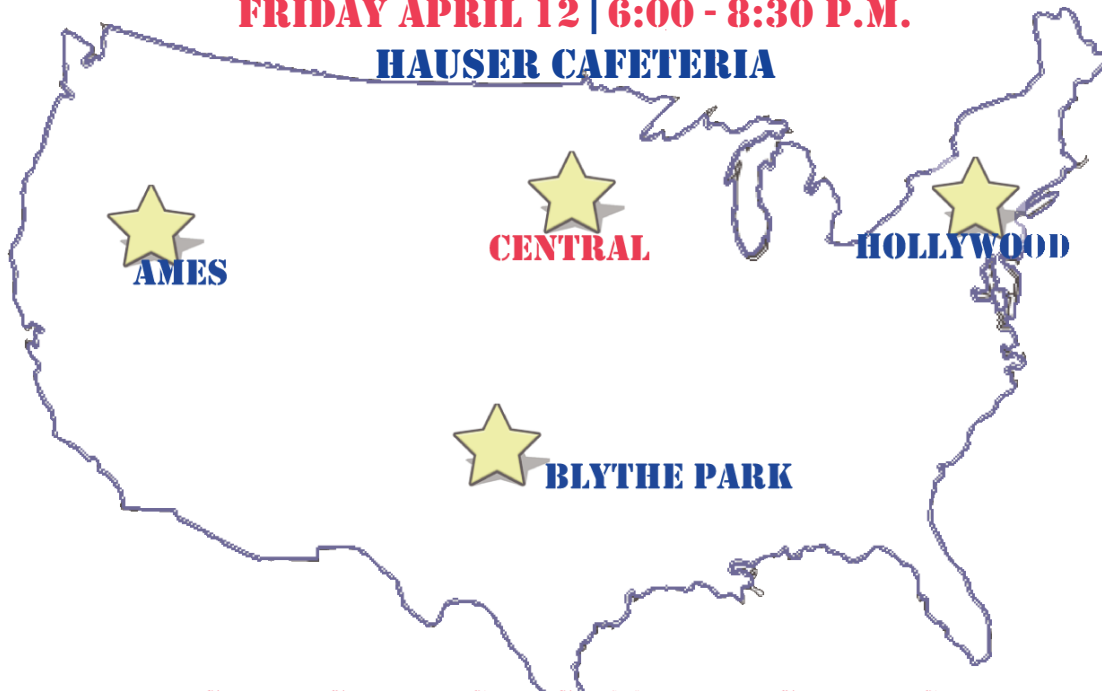 FRIDAY APRIL 12 | 6:00 - 8:30 P.M.
HAUSER CAFETERIA
CENTRAL
HOLLYWOOD
AMES
BLYTHE PARK